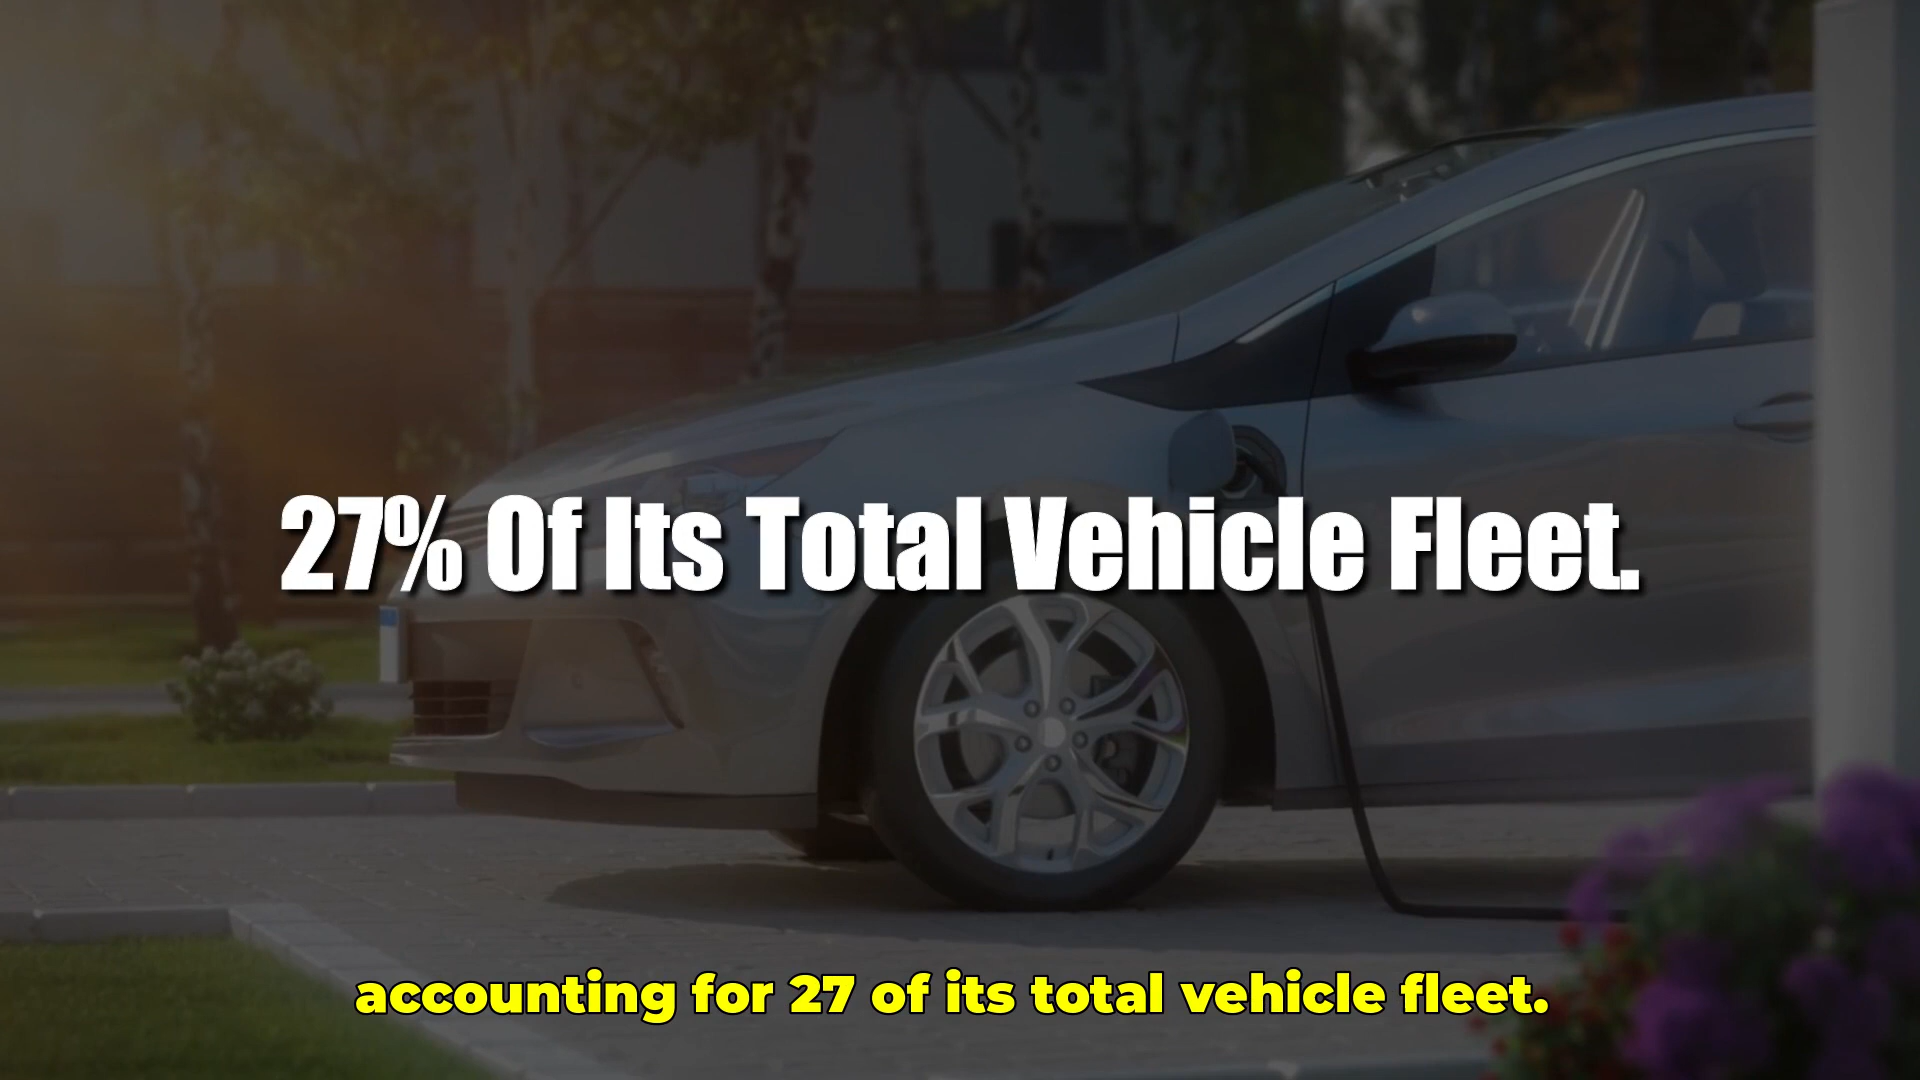 27% Of Its Total Vehicle Fleet.
accounting for 27 of its total vehicle fleet.